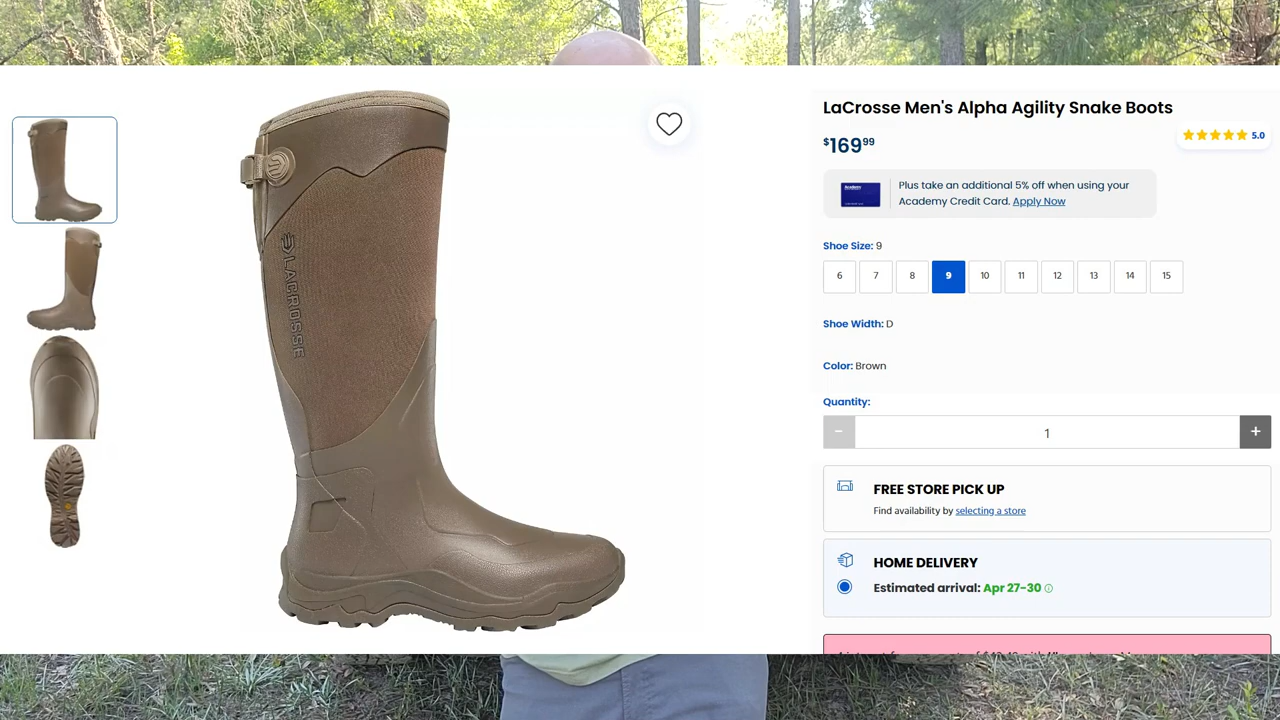 LaCrosse Men's Alpha Agility Snake Boots
$169 99
5.0
Academy
Plus take an additional 5% off when using your
Academy Credit Card. Apply Now
Shoe Size: 9
6 7 8 9 10 11 12 13 14 15
Shoe Width: D
Color: Brown
Quantity:
- 1 +
FREE STORE PICK UP
Find availability by selecting a store
HOME DELIVERY
Estimated arrival: Apr 27-30
LACROSSE